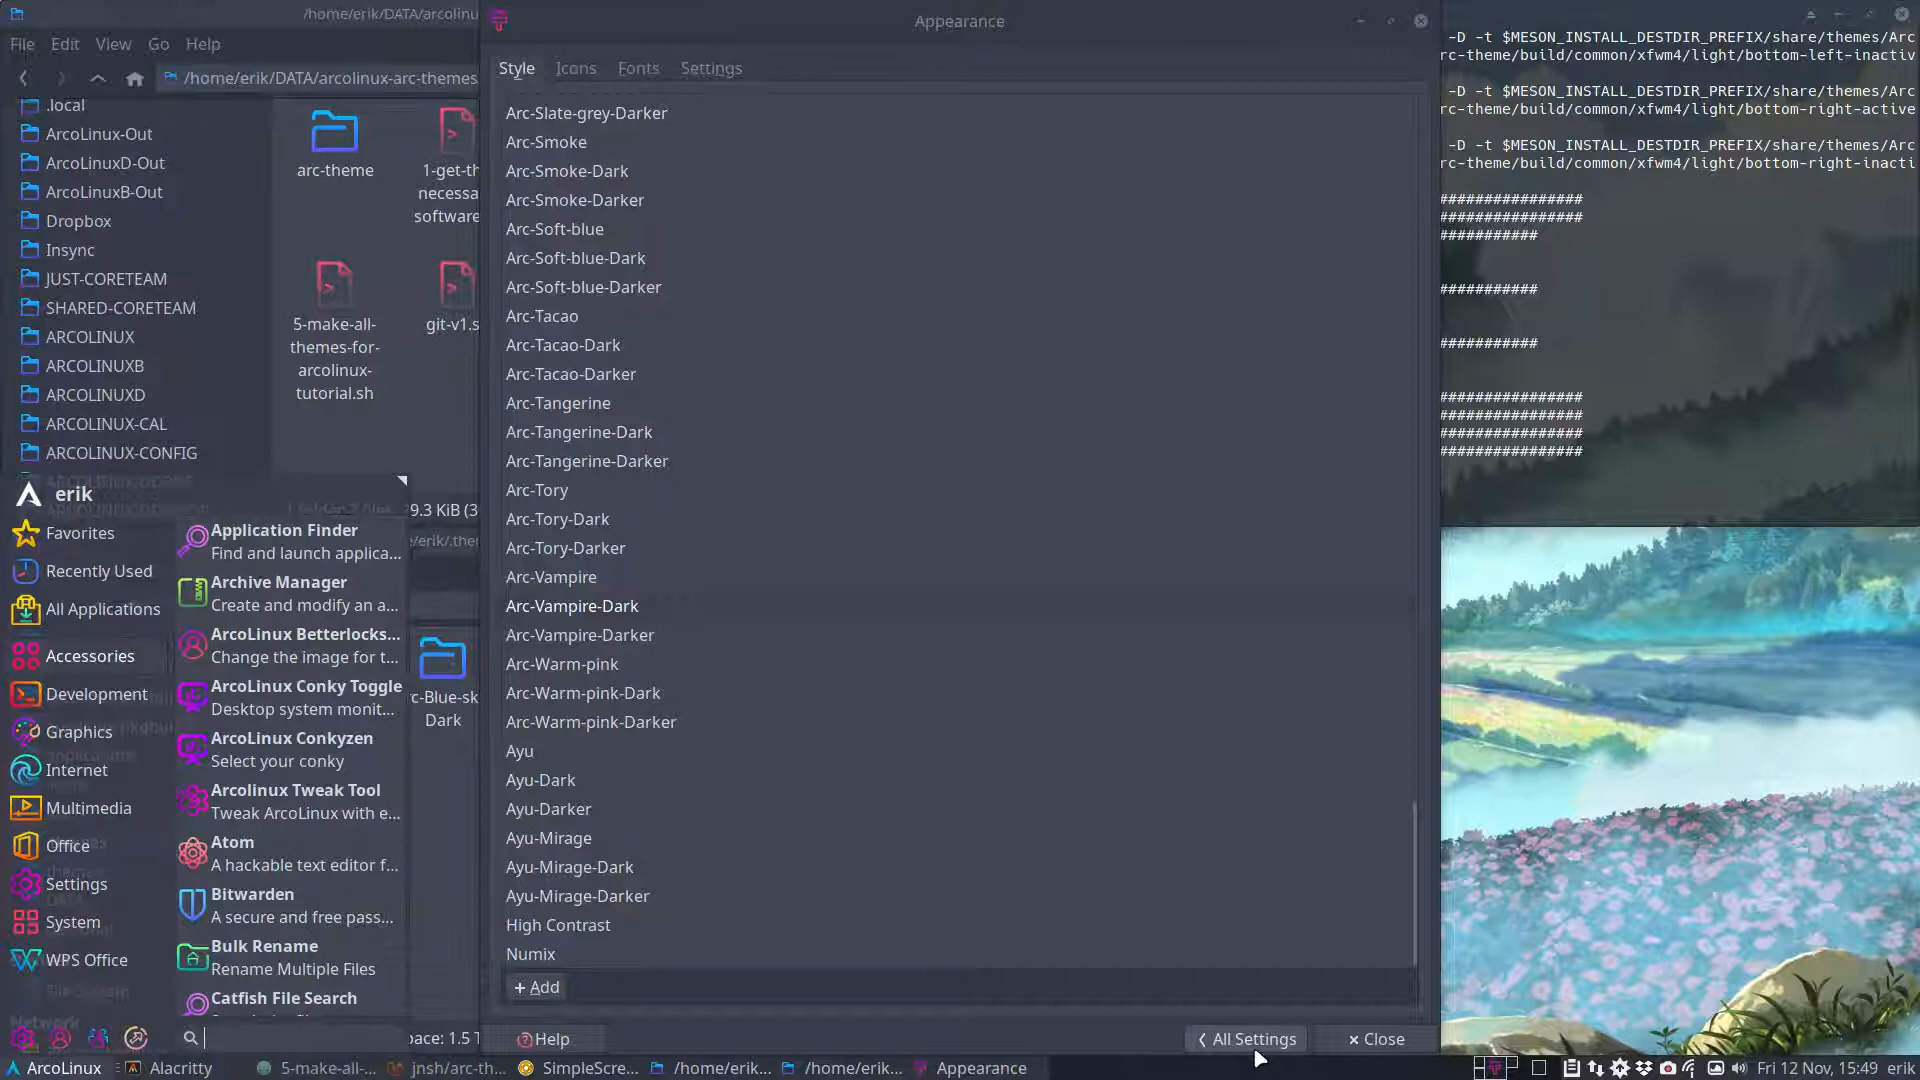 /home/erik/DATA/arcolinu
File Edit View Go Help
/home/erik/DATA/arcolinux-arc-themes
.local
ArcoLinux-Out
ArcoLinuxD-Out
ArcoLinuxB-Out
Dropbox
Insync
JUST-CORETEAM
SHARED-CORETEAM
ARCOLINUX
ARCOLINUXB
ARCOLINUXD
ARCOLINUX-CAL
ARCOLINUX-CONFIG
arc-theme
1-get-th
necessa
software
5-make-all-
themes-for-
arcolinux-
tutorial.sh
git-v1.s
9.3 KiB (3
e/erik/.then
c-Blue-sk
Dark
pace: 1.5 T
erik
Favorites
Recently Used
All Applications
Accessories
Development
Graphics
Internet
Multimedia
Office
Settings
System
WPS Office
Application Finder
Find and launch applica...
Archive Manager
Create and modify an a...
ArcoLinux Betterlocks...
Change the image for t...
ArcoLinux Conky Toggle
Desktop system monit...
ArcoLinux Conkyzen
Select your conky
Arcolinux Tweak Tool
Tweak ArcoLinux with e...
Atom
A hackable text editor f...
Bitwarden
A secure and free pass...
Bulk Rename
Rename Multiple Files
Catfish File Search
Appearance
Style Icons Fonts Settings
Arc-Slate-grey-Darker
Arc-Smoke
Arc-Smoke-Dark
Arc-Smoke-Darker
Arc-Soft-blue
Arc-Soft-blue-Dark
Arc-Soft-blue-Darker
Arc-Tacao
Arc-Tacao-Dark
Arc-Tacao-Darker
Arc-Tangerine
Arc-Tangerine-Dark
Arc-Tangerine-Darker
Arc-Tory
Arc-Tory-Dark
Arc-Tory-Darker
Arc-Vampire
Arc-Vampire-Dark
Arc-Vampire-Darker
Arc-Warm-pink
Arc-Warm-pink-Dark
Arc-Warm-pink-Darker
Ayu
Ayu-Dark
Ayu-Darker
Ayu-Mirage
Ayu-Mirage-Dark
Ayu-Mirage-Darker
High Contrast
Numix
+ Add
Help
All Settings
Close
-D -t $MESON_INSTALL_DESTDIR_PREFIX/share/themes/Arc
rc-theme/build/common/xfwm4/light/bottom-left-inactiv
-D -t $MESON_INSTALL_DESTDIR_PREFIX/share/themes/Arc
rc-theme/build/common/xfwm4/light/bottom-right-active
-D -t $MESON_INSTALL_DESTDIR_PREFIX/share/themes/Arc
rc-theme/build/common/xfwm4/light/bottom-right-inacti
################
################
###########
###########
###########
################
################
################
################
ArcoLinux Alacritty 5-make-all-... jnsh/arc-th... SimpleScre... /home/erik... /home/erik... Appearance Fri 12 Nov, 15:49 erik